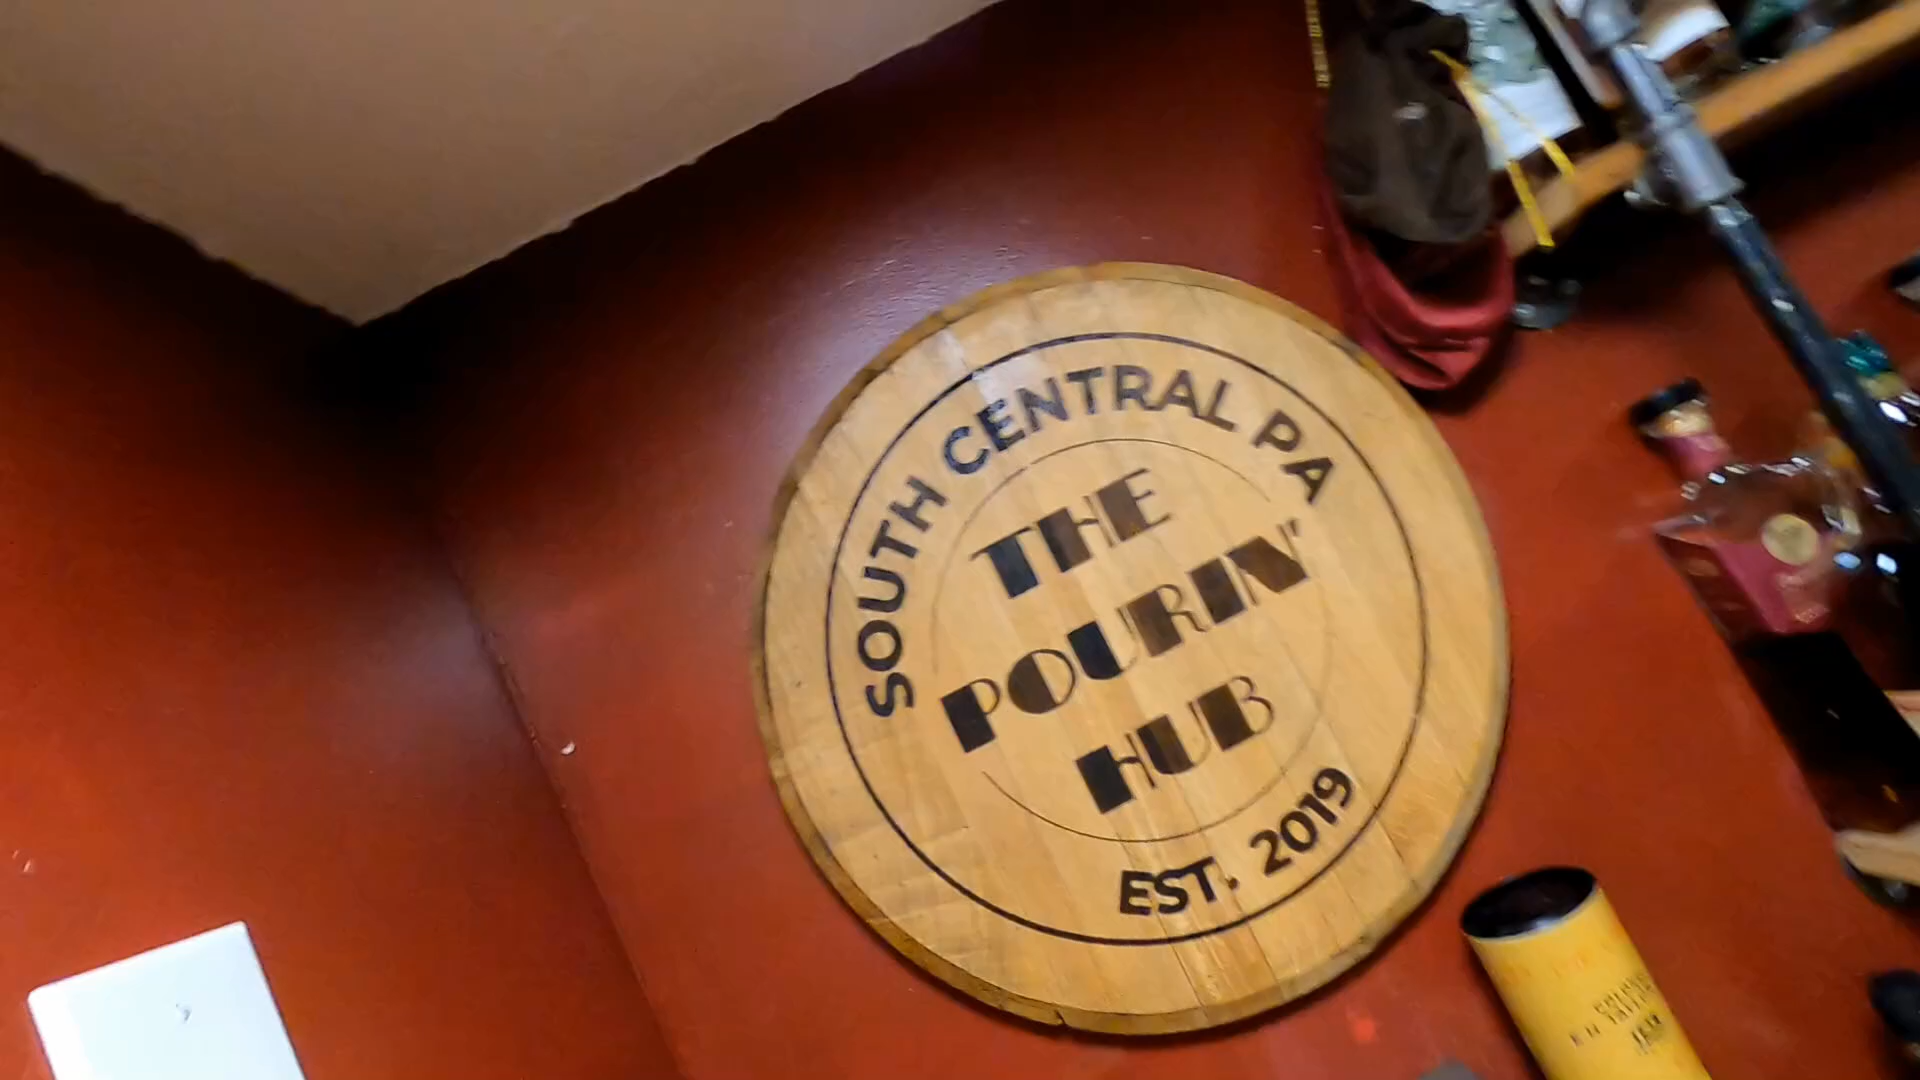 SOUTH CENTRAL PA
THE
POURIN'
HUB
EST. 2019